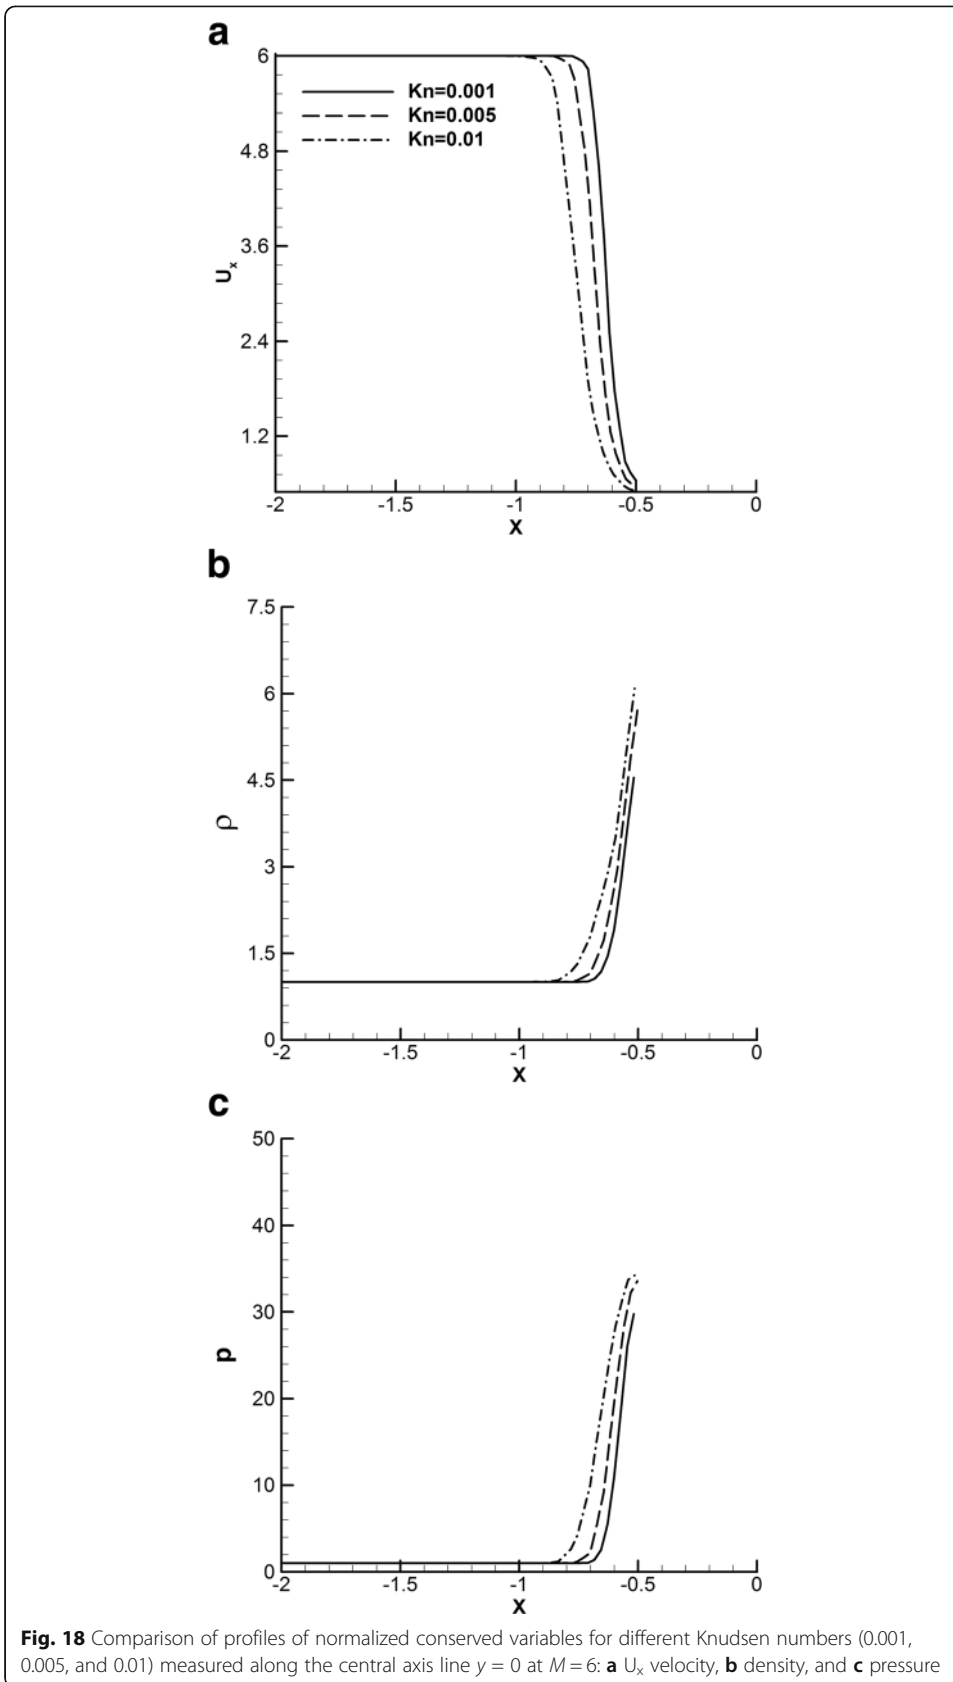 a
6
4.8
3.6
2.4
1.2
Uₓ
Kn=0.001
Kn=0.005
Kn=0.01
-2 -1.5 -1 -0.5 0
X
b
7.5
6
4.5
3
1.5
0
ρ
-2 -1.5 -1 -0.5 0
X
c
50
40
30
20
10
0
p
-2 -1.5 -1 -0.5 0
X
Fig. 18 Comparison of profiles of normalized conserved variables for different Knudsen numbers (0.001,
0.005, and 0.01) measured along the central axis line y = 0 at M = 6: a Uₓ velocity, b density, and c pressure